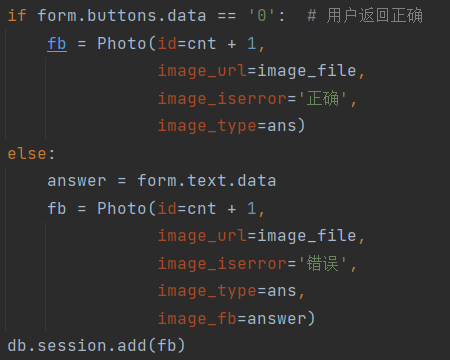 if form.buttons.data == '0':  # 用户返回正确
    fb = Photo(id=cnt + 1,
               image_url=image_file,
               image_iserror='正确',
               image_type=ans)
else:
    answer = form.text.data
    fb = Photo(id=cnt + 1,
               image_url=image_file,
               image_iserror='错误',
               image_type=ans,
               image_fb=answer)
db.session.add(fb)